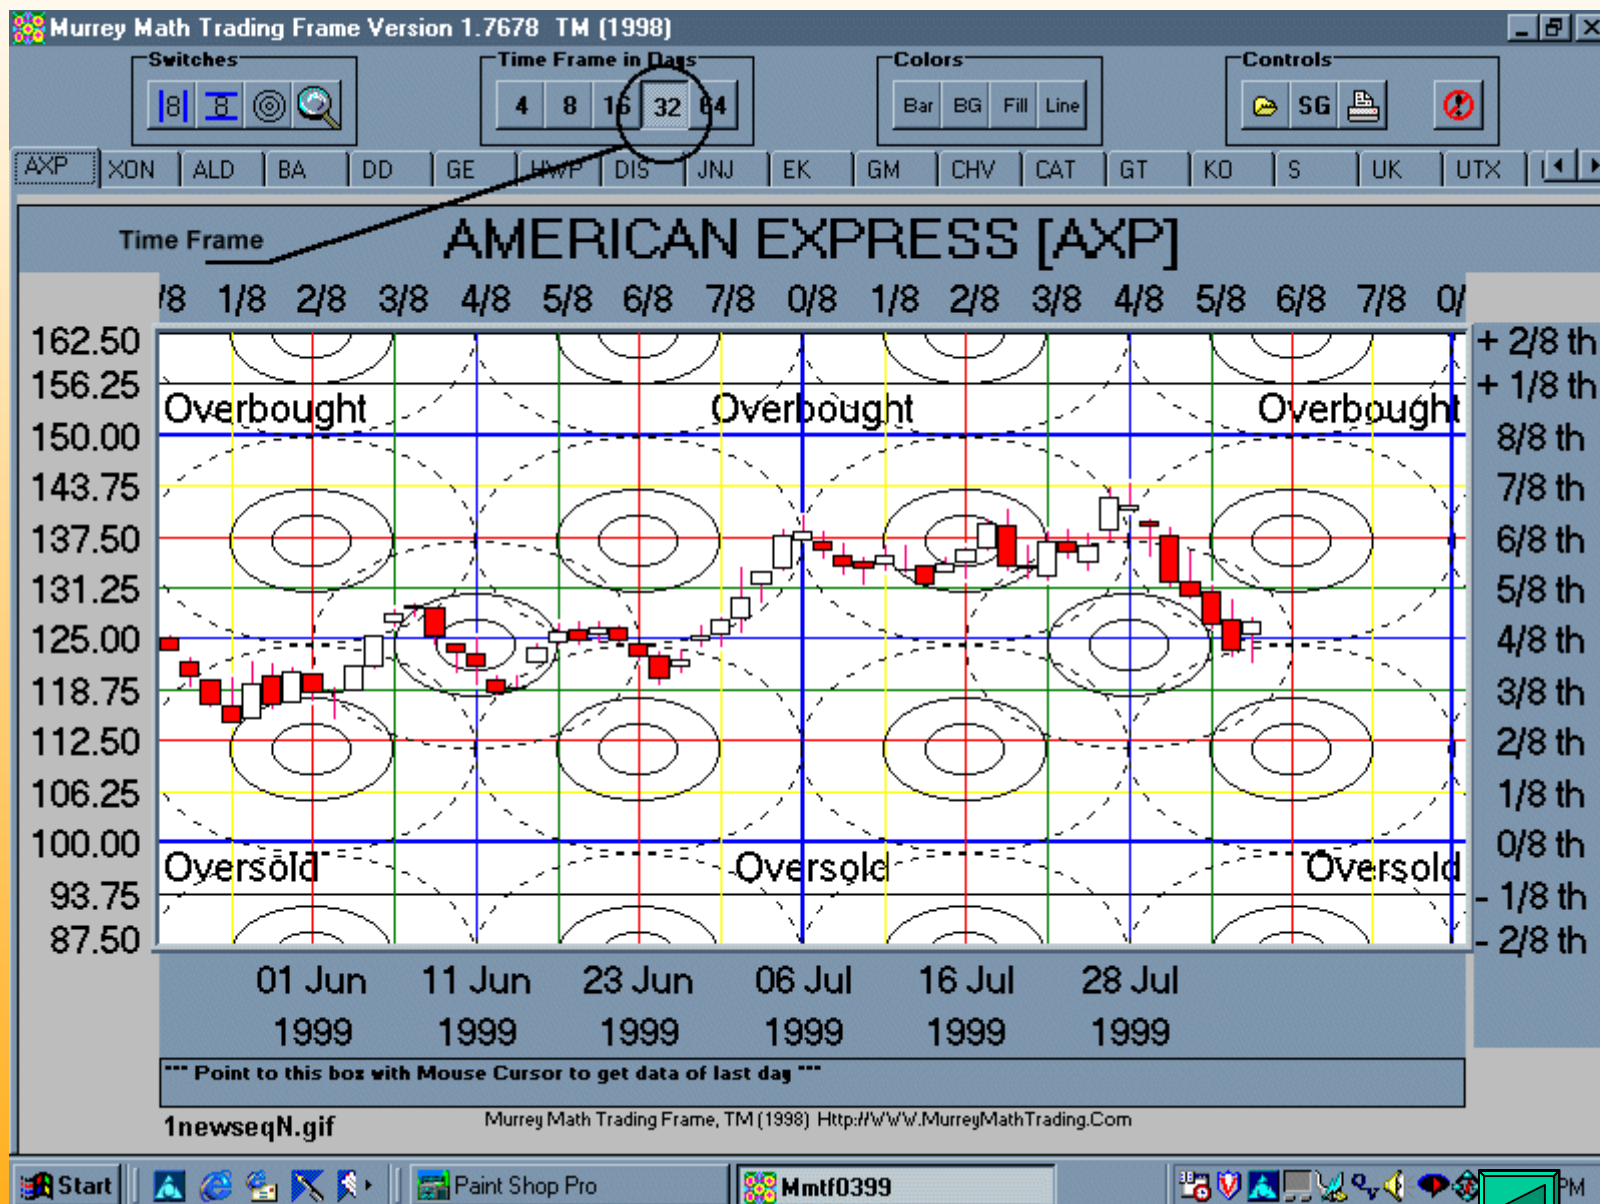 Murrey Math Trading Frame Version 1.7678 TM (1998)
Switches Time Frame in Days Colors Controls
|8| 8 4 8 16 32 64 Bar BG Fill Line SG
AXP XON ALD BA DD GE HWP DIS JNJ EK GM CHV CAT GT KO S UK UTX
Time Frame
AMERICAN EXPRESS [AXP]
/8 1/8 2/8 3/8 4/8 5/8 6/8 7/8 0/8 1/8 2/8 3/8 4/8 5/8 6/8 7/8 0/
162.50 + 2/8 th
156.25 + 1/8 th
Overbought Overbought Overbought
150.00 8/8 th
143.75 7/8 th
137.50 6/8 th
131.25 5/8 th
125.00 4/8 th
118.75 3/8 th
112.50 2/8 th
106.25 1/8 th
100.00 0/8 th
Oversold Oversold Oversold
93.75 - 1/8 th
87.50 - 2/8 th
01 Jun 11 Jun 23 Jun 06 Jul 16 Jul 28 Jul
1999 1999 1999 1999 1999 1999
""" Point to this box with Mouse Cursor to get data of last day """
1newseqN.gif
Murrey Math Trading Frame, TM (1998) Http://WWW.MurreyMathTrading.Com
Start Paint Shop Pro Mmtf0399 PM